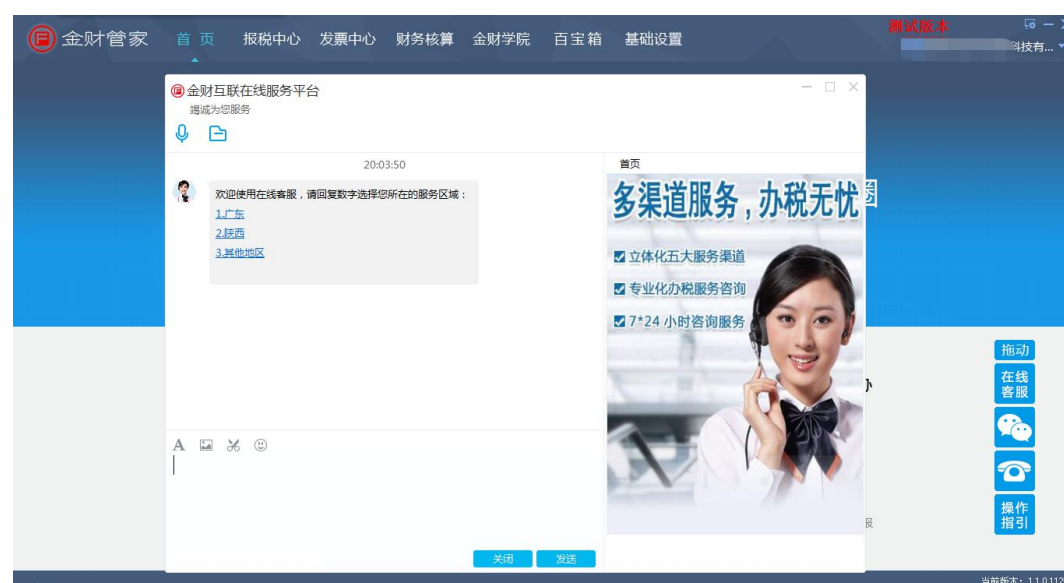 金财管家
首 页
报税中心
发票中心
财务核算
金财学院
百宝箱
基础设置
测试版本
科技有...
金财互联在线服务平台
竭诚为您服务
20:03:50
欢迎使用在线客服，请回复数字选择您所在的服务区域：
1.广东
2.陕西
3.其他地区
首页
多渠道服务，办税无忧
立体化五大服务渠道
专业化办税服务咨询
7*24 小时咨询服务
拖动
在线
客服
操作
指引
A
关闭
发送
报